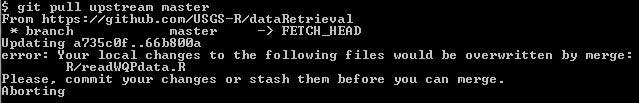 $ git pull upstream master
From https://github.com/USGS-R/dataRetrieval
 * branch            master     -> FETCH_HEAD
Updating a735c0f..66b800a
error: Your local changes to the following files would be overwritten by merge:
        R/readWQPdata.R
Please, commit your changes or stash them before you can merge.
Aborting